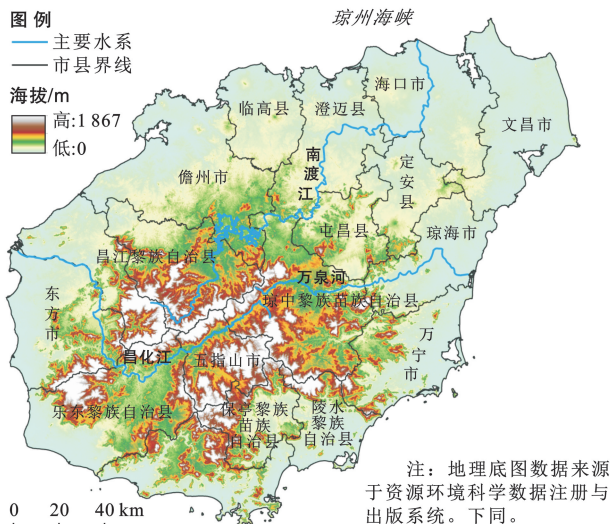 图例
主要水系
市县界线
海拔/m
高:1 867
低:0
琼州海峡
海口市
临高县
澄迈县
文昌市
南渡江
定安县
儋州市
屯昌县
琼海市
昌江黎族自治县
万泉河
琼中黎族苗族自治县
东方市
万宁市
昌化江
五指山市
乐东黎族自治县
保亭黎族
苗族
自治县
陵水
黎族
自治县
0 20 40 km
注：地理底图数据来源
于资源环境科学数据注册与
出版系统。下同。